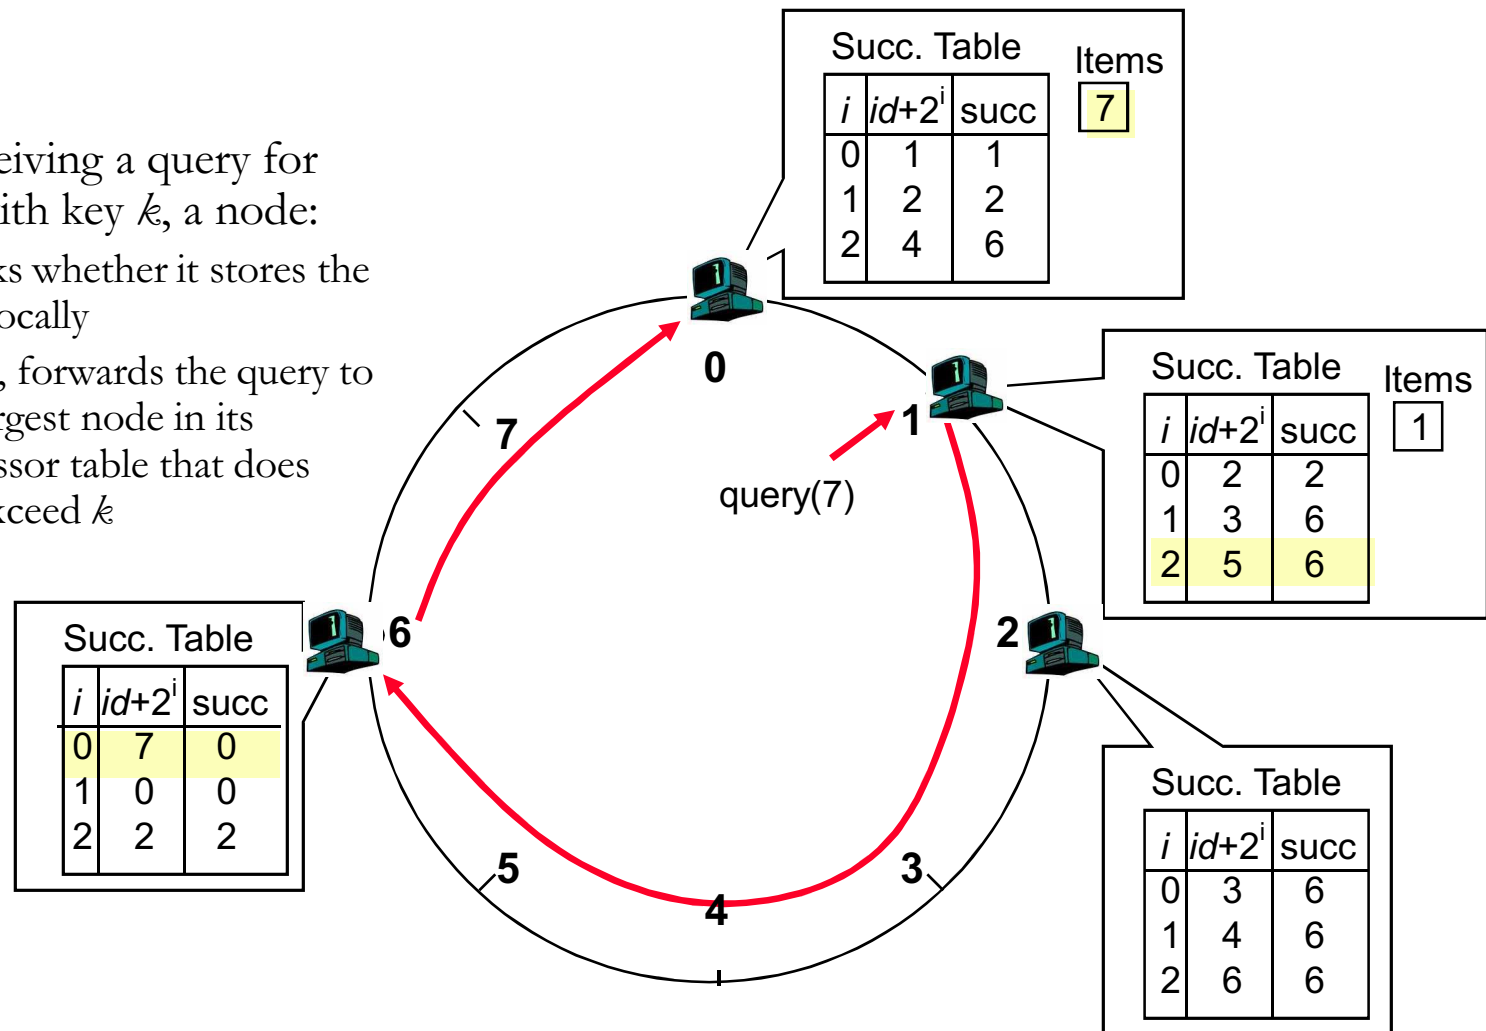 eiving a query for
ith key k, a node:
ks whether it stores the
ocally
, forwards the query to
rgest node in its
ssor table that does
xceed k
Succ. Table
Items
i id+2^i succ
7
0 1 1
1 2 2
2 4 6
0
7
1
query(7)
Succ. Table
Items
i id+2^i succ
1
0 2 2
1 3 6
2 5 6
6
2
Succ. Table
i id+2^i succ
0 7 0
1 0 0
2 2 2
5
4
3
Succ. Table
i id+2^i succ
0 3 6
1 4 6
2 6 6